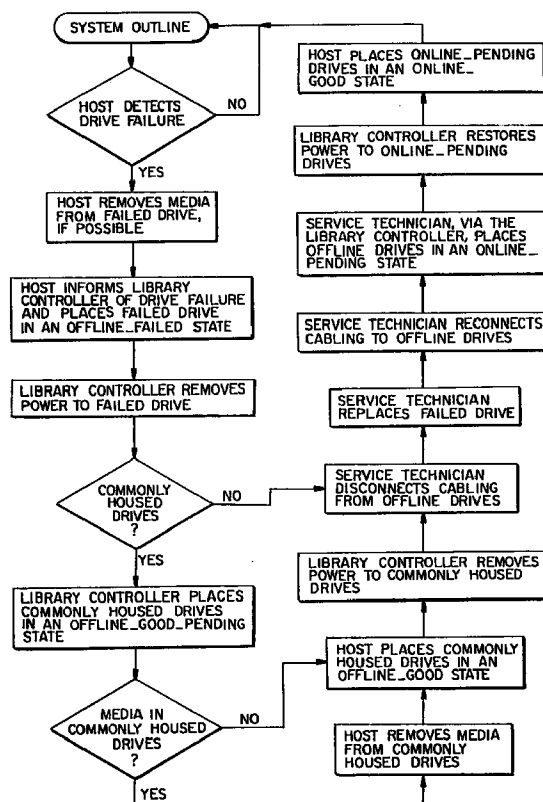 SYSTEM OUTLINE
HOST DETECTS
DRIVE FAILURE
NO
YES
HOST REMOVES MEDIA
FROM FAILED DRIVE,
IF POSSIBLE
HOST INFORMS LIBRARY
CONTROLLER OF DRIVE FAILURE
AND PLACES FAILED DRIVE
IN AN OFFLINE_FAILED STATE
LIBRARY CONTROLLER REMOVES
POWER TO FAILED DRIVE
COMMONLY
HOUSED DRIVES
?
NO
YES
LIBRARY CONTROLLER PLACES
COMMONLY HOUSED DRIVES
IN AN OFFLINE_GOOD_PENDING
STATE
MEDIA IN
COMMONLY HOUSED
DRIVES
?
NO
YES
HOST REMOVES MEDIA
FROM COMMONLY
HOUSED DRIVES
HOST PLACES COMMONLY
HOUSED DRIVES IN AN
OFFLINE_GOOD STATE
LIBRARY CONTROLLER REMOVES
POWER TO COMMONLY HOUSED
DRIVES
SERVICE TECHNICIAN
DISCONNECTS CABLING
FROM OFFLINE DRIVES
SERVICE TECHNICIAN
REPLACES FAILED DRIVE
SERVICE TECHNICIAN RECONNECTS
CABLING TO OFFLINE DRIVES
SERVICE TECHNICIAN, VIA THE
LIBRARY CONTROLLER, PLACES
OFFLINE DRIVES IN AN ONLINE_
PENDING STATE
LIBRARY CONTROLLER RESTORES
POWER TO ONLINE_PENDING
DRIVES
HOST PLACES ONLINE_PENDING
DRIVES IN AN ONLINE_
GOOD STATE